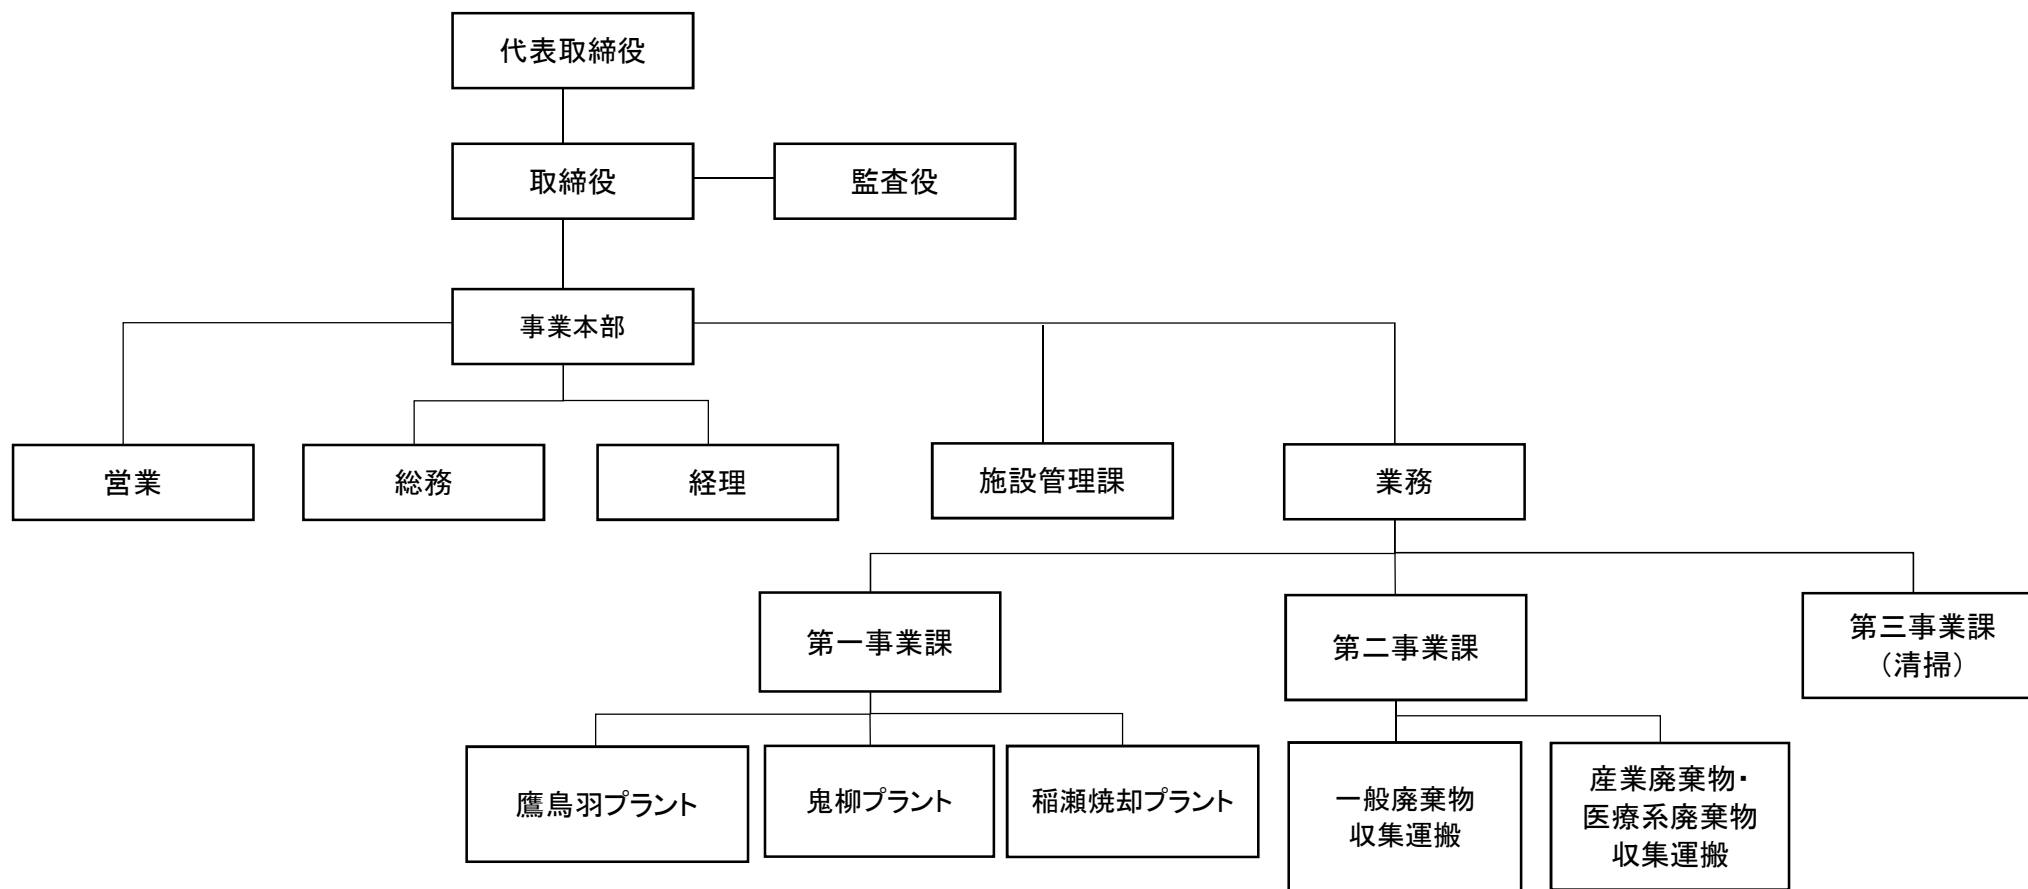 代表取締役
取締役
監査役
事業本部
営業
総務
経理
施設管理課
業務
第一事業課
第二事業課
第三事業課
（清掃）
鷹鳥羽プラント
鬼柳プラント
稲瀬焼却プラント
一般廃棄物
収集運搬
産業廃棄物・
医療系廃棄物
収集運搬